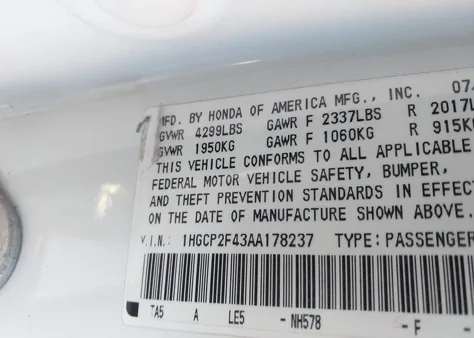 MFD. BY HONDA OF AMERICA MFG., INC. 07
GVWR 4299LBS GAWR F 2337LBS R 2017L
GVWR 1950KG GAWR F 1060KG R 915KG
THIS VEHICLE CONFORMS TO ALL APPLICABLE
FEDERAL MOTOR VEHICLE SAFETY, BUMPER,
AND THEFT PREVENTION STANDARDS IN EFFECT
ON THE DATE OF MANUFACTURE SHOWN ABOVE.
V.I.N.: 1HGCP2F43AA178237 TYPE: PASSENGER
TA5 A LE5 - NH578 - F -